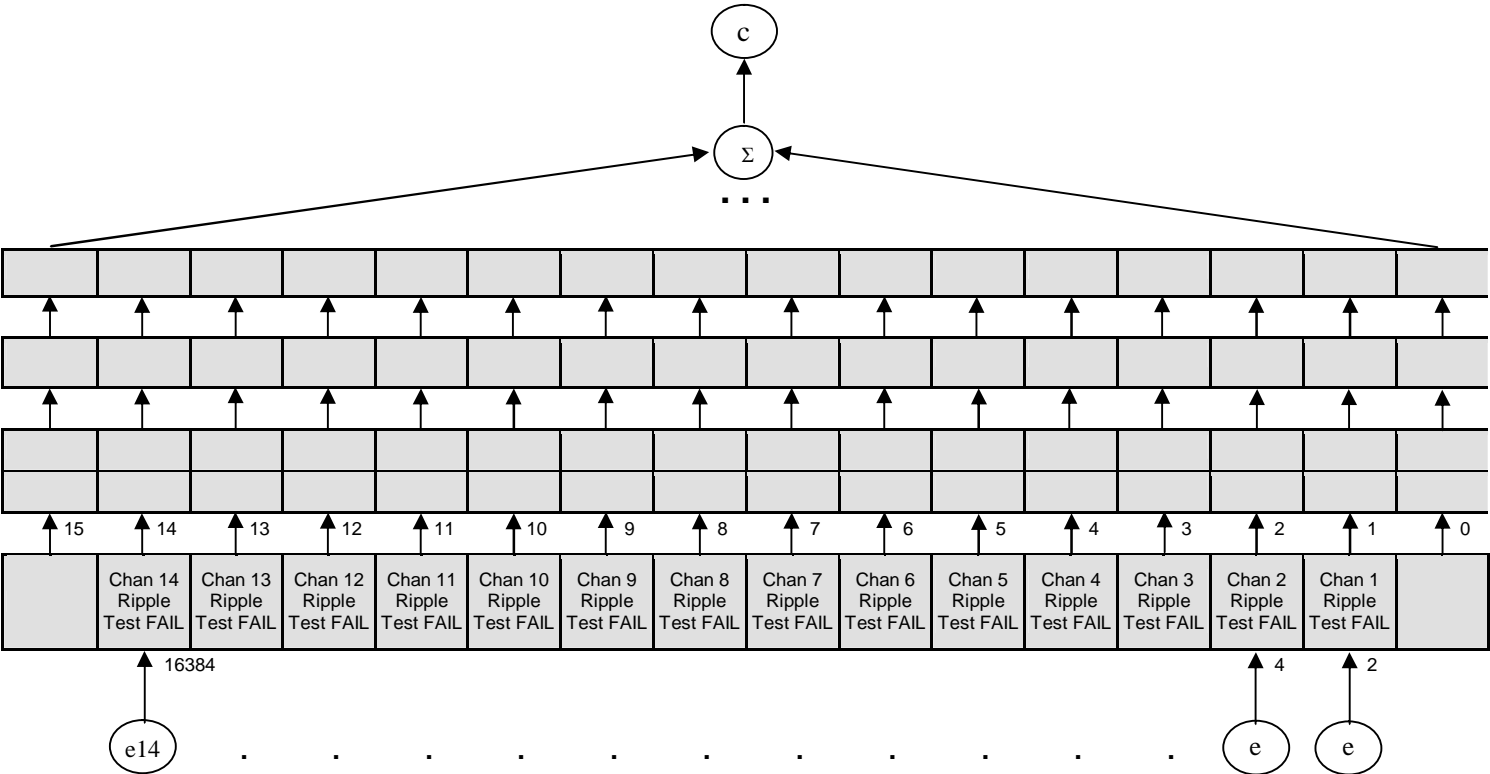 c
Σ
...
15 14 13 12 11 10 9 8 7 6 5 4 3 2 1 0
Chan 14 Chan 13 Chan 12 Chan 11 Chan 10 Chan 9 Chan 8 Chan 7 Chan 6 Chan 5 Chan 4 Chan 3 Chan 2 Chan 1
Ripple Ripple Ripple Ripple Ripple Ripple Ripple Ripple Ripple Ripple Ripple Ripple Ripple Ripple
Test FAIL Test FAIL Test FAIL Test FAIL Test FAIL Test FAIL Test FAIL Test FAIL Test FAIL Test FAIL Test FAIL Test FAIL Test FAIL Test FAIL
16384 4 2
e14 . . . . . . . . . . . e e